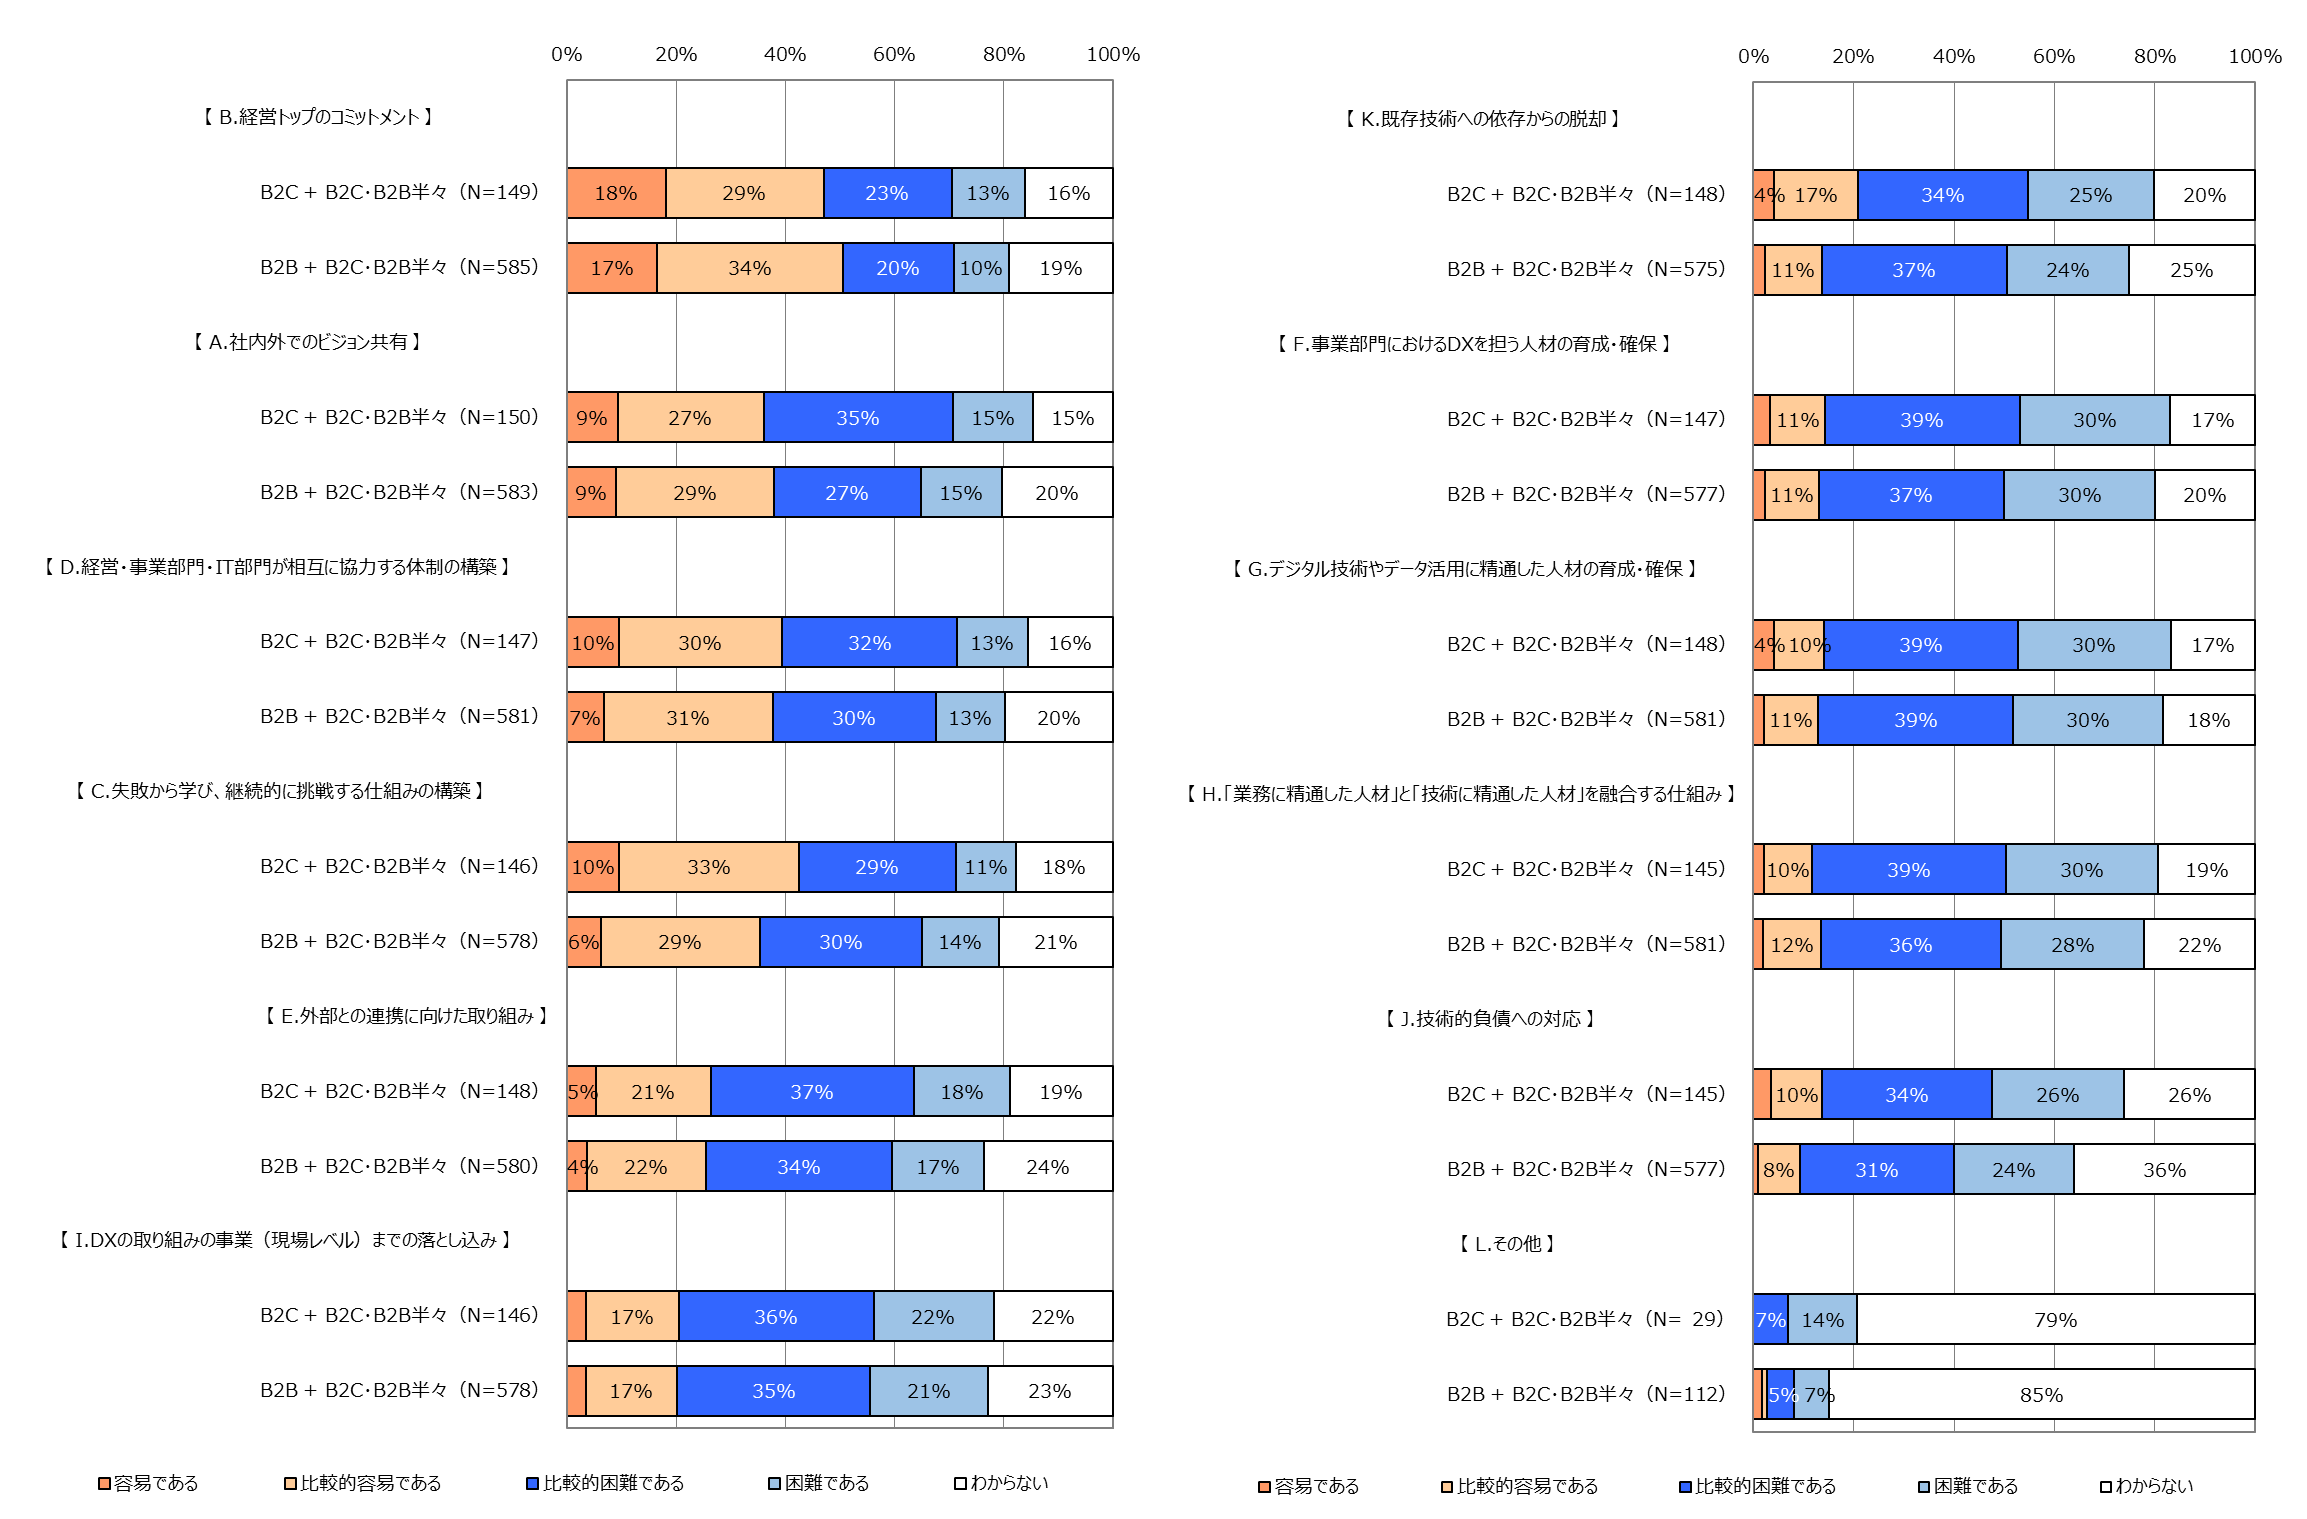 0% 20% 40% 60% 80% 100%
【 B.経営トップのコミットメント 】
B2C + B2C・B2B半々（N=149） 18% 29% 23% 13% 16%
B2B + B2C・B2B半々（N=585） 17% 34% 20% 10% 19%
【 A.社内外でのビジョン共有 】
B2C + B2C・B2B半々（N=150） 9% 27% 35% 15% 15%
B2B + B2C・B2B半々（N=583） 9% 29% 27% 15% 20%
【 D.経営・事業部門・IT部門が相互に協力する体制の構築 】
B2C + B2C・B2B半々（N=147） 10% 30% 32% 13% 16%
B2B + B2C・B2B半々（N=581） 7% 31% 30% 13% 20%
【 C.失敗から学び、継続的に挑戦する仕組みの構築 】
B2C + B2C・B2B半々（N=146） 10% 33% 29% 11% 18%
B2B + B2C・B2B半々（N=578） 6% 29% 30% 14% 21%
【 E.外部との連携に向けた取り組み 】
B2C + B2C・B2B半々（N=148） 5% 21% 37% 18% 19%
B2B + B2C・B2B半々（N=580） 4% 22% 34% 17% 24%
【 I.DXの取り組みの事業（現場レベル）までの落とし込み 】
B2C + B2C・B2B半々（N=146） 17% 36% 22% 22%
B2B + B2C・B2B半々（N=578） 17% 35% 21% 23%
容易である 比較的容易である 比較的困難である 困難である わからない
0% 20% 40% 60% 80% 100%
【 K.既存技術への依存からの脱却 】
B2C + B2C・B2B半々（N=148） 4% 17% 34% 25% 20%
B2B + B2C・B2B半々（N=575） 11% 37% 24% 25%
【 F.事業部門におけるDXを担う人材の育成・確保 】
B2C + B2C・B2B半々（N=147） 11% 39% 30% 17%
B2B + B2C・B2B半々（N=577） 11% 37% 30% 20%
【 G.デジタル技術やデータ活用に精通した人材の育成・確保 】
B2C + B2C・B2B半々（N=148） 4% 10% 39% 30% 17%
B2B + B2C・B2B半々（N=581） 11% 39% 30% 18%
【 H.「業務に精通した人材」と「技術に精通した人材」を融合する仕組み 】
B2C + B2C・B2B半々（N=145） 10% 39% 30% 19%
B2B + B2C・B2B半々（N=581） 12% 36% 28% 22%
【 J.技術的負債への対応 】
B2C + B2C・B2B半々（N=145） 10% 34% 26% 26%
B2B + B2C・B2B半々（N=577） 8% 31% 24% 36%
【 L.その他 】
B2C + B2C・B2B半々（N= 29） 7% 14% 79%
B2B + B2C・B2B半々（N=112） 5% 7% 85%
容易である 比較的容易である 比較的困難である 困難である わからない